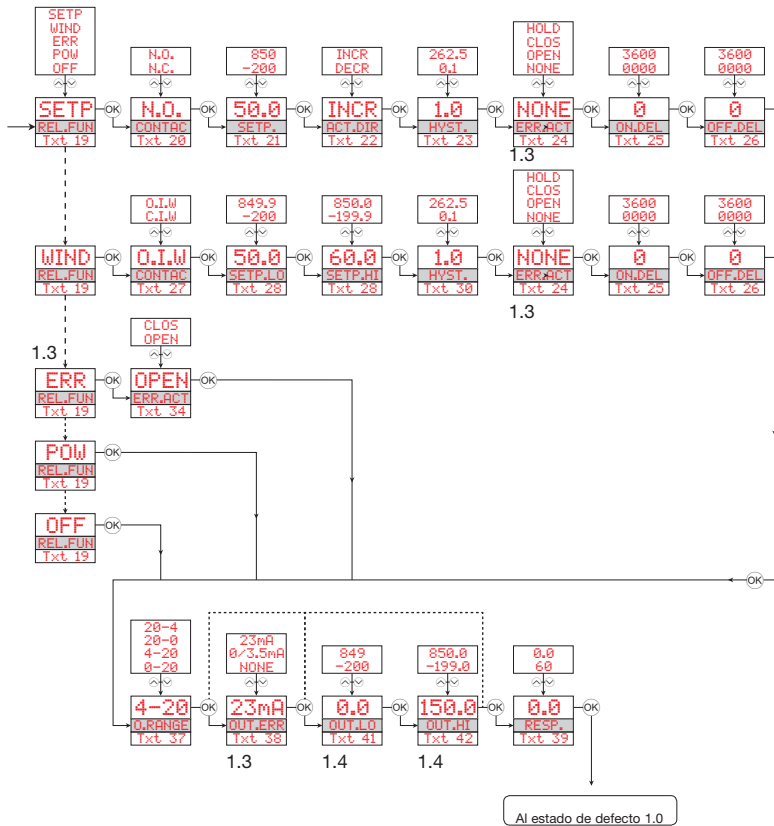 SETP
WIND
ERR
POW
OFF
N.O.
N.C.
850
-200
INCR
DECR
262.5
0.1
HOLD
CLOS
OPEN
NONE
3600
0000
3600
0000
SETP
REL.FUN
Txt 19
OK
N.O.
CONTAC
Txt 20
OK
50.0
SETP.
Txt 21
OK
INCR
ACT.DIR
Txt 22
OK
1.0
HYST.
Txt 23
OK
NONE
ERR.ACT
Txt 24
OK
0
ON.DEL
Txt 25
OK
0
OFF.DEL
Txt 26
1.3
O.I.W
C.I.W
849.9
-200
850.0
-199.9
262.5
0.1
HOLD
CLOS
OPEN
NONE
3600
0000
3600
0000
WIND
REL.FUN
Txt 19
OK
O.I.W
CONTAC
Txt 27
OK
50.0
SETP.LO
Txt 28
OK
60.0
SETP.HI
Txt 28
OK
1.0
HYST.
Txt 30
OK
NONE
ERR.ACT
Txt 24
OK
0
ON.DEL
Txt 25
OK
0
OFF.DEL
Txt 26
1.3
CLOS
OPEN
1.3
ERR
REL.FUN
Txt 19
OK
OPEN
ERR.ACT
Txt 34
OK
POW
REL.FUN
Txt 19
OK
OFF
REL.FUN
Txt 19
OK
OK
20-4
20-0
4-20
0-20
23mA
0/3.5mA
NONE
849
-200
850.0
-199.0
0.0
60
4-20
O.RANGE
Txt 37
OK
23mA
OUT.ERR
Txt 38
OK
0.0
OUT.LO
Txt 41
OK
150.0
OUT.HI
Txt 42
OK
0.0
RESP.
Txt 39
OK
1.3
1.4
1.4
Al estado de defecto 1.0